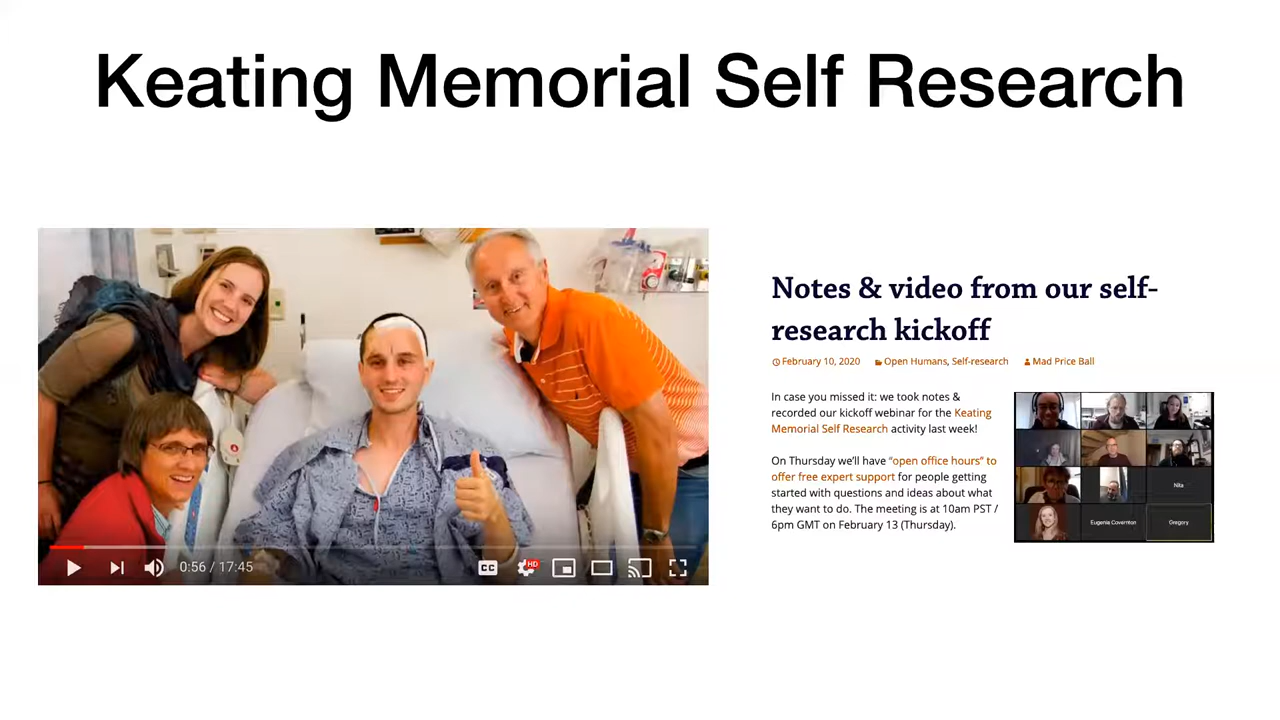 Keating Memorial Self Research
0:56 / 17:45
CC
HD
Notes & video from our self-
research kickoff
February 10, 2020 Open Humans, Self-research Mad Price Ball
In case you missed it: we took notes &
recorded our kickoff webinar for the Keating
Memorial Self Research activity last week!
On Thursday we’ll have “open office hours” to
offer free expert support for people getting
started with questions and ideas about what
they want to do. The meeting is at 10am PST /
6pm GMT on February 13 (Thursday).
Nita
Eugenia Covernton
Gregory